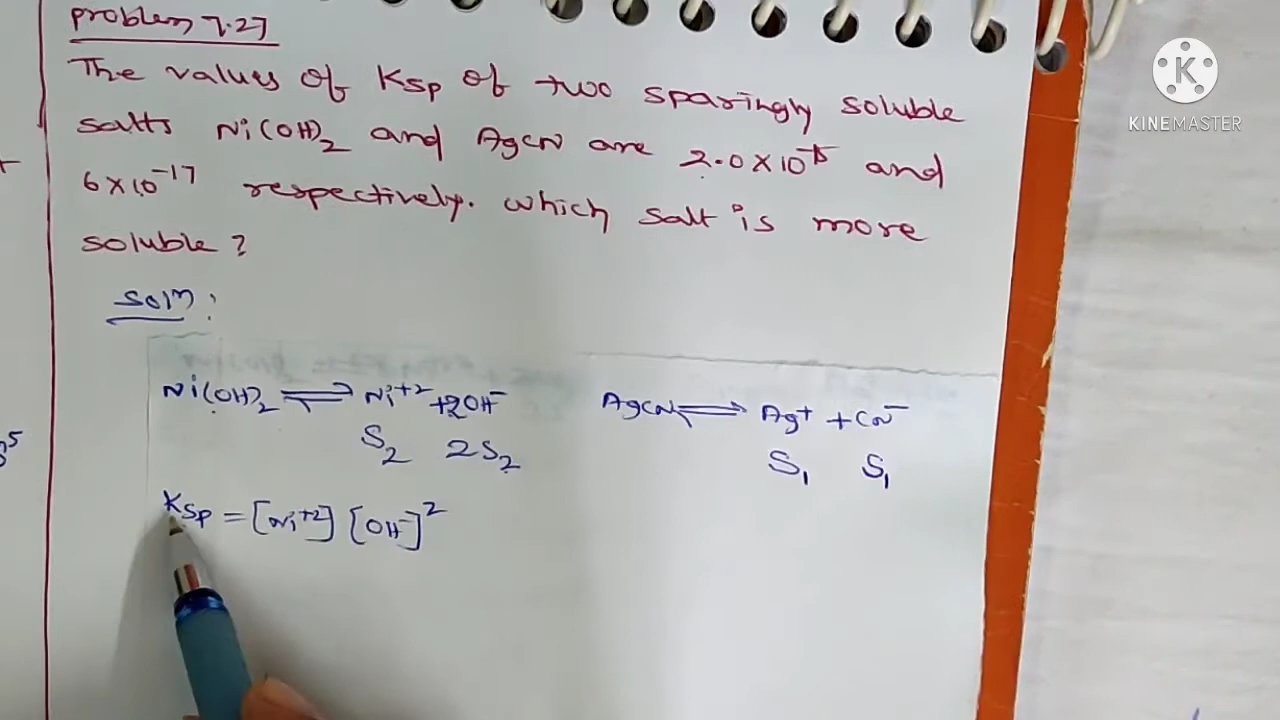 problem 7.27
The values of Ksp of two sparingly soluble
salts Ni(OH)₂ and AgCN are 2.0×10⁻¹⁵ and
6×10⁻¹⁷ respectively. which salt is more
soluble?
Solⁿ:
Ni(OH)₂ ⇌ Ni⁺² + 2OH⁻ AgCN ⇌ Ag⁺ + CN⁻
S₂ 2S₂ S₁ S₁
Ksp = [Ni⁺²] [OH⁻]²
5
K
KINEMASTER